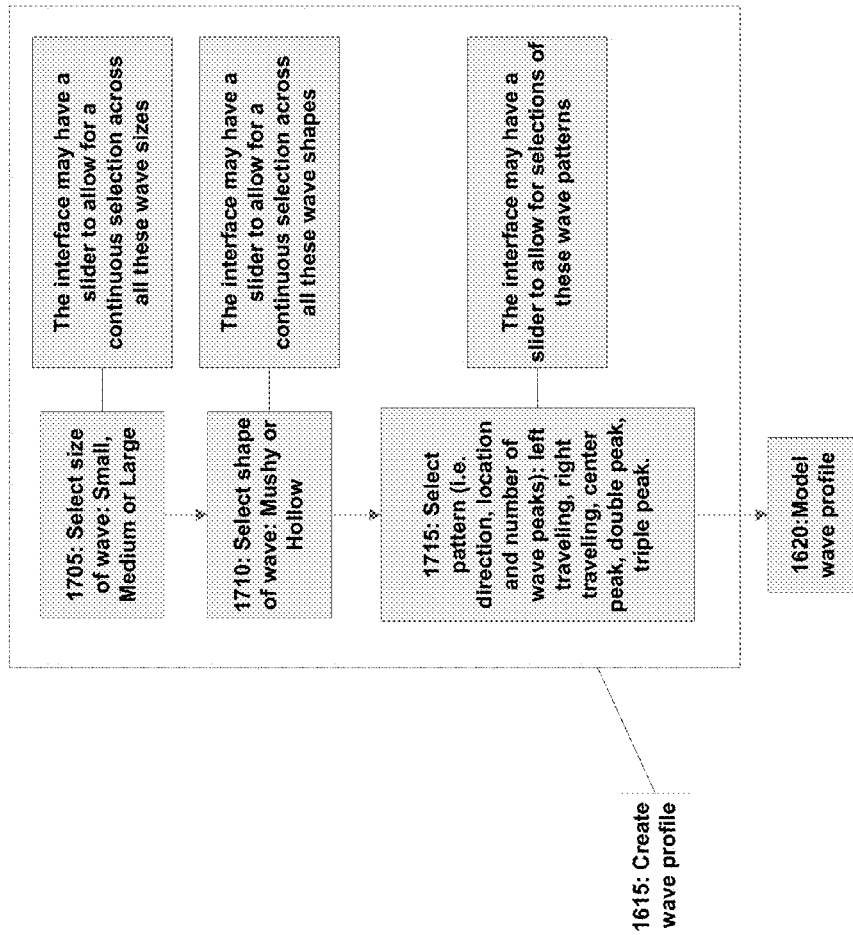 1705: Select size
of wave: Small,
Medium or Large
The interface may have a
slider to allow for a
continuous selection across
all these wave sizes
1710: Select shape
of wave: Mushy or
Hollow
The interface may have a
slider to allow for a
continuous selection across
all these wave shapes
1715: Select
pattern (i.e.
direction, location
and number of
wave peaks): left
traveling, right
traveling, center
peak, double peak,
triple peak.
The interface may have a
slider to allow for selections of
these wave patterns
1615: Create
wave profile
1620:Model
wave profile